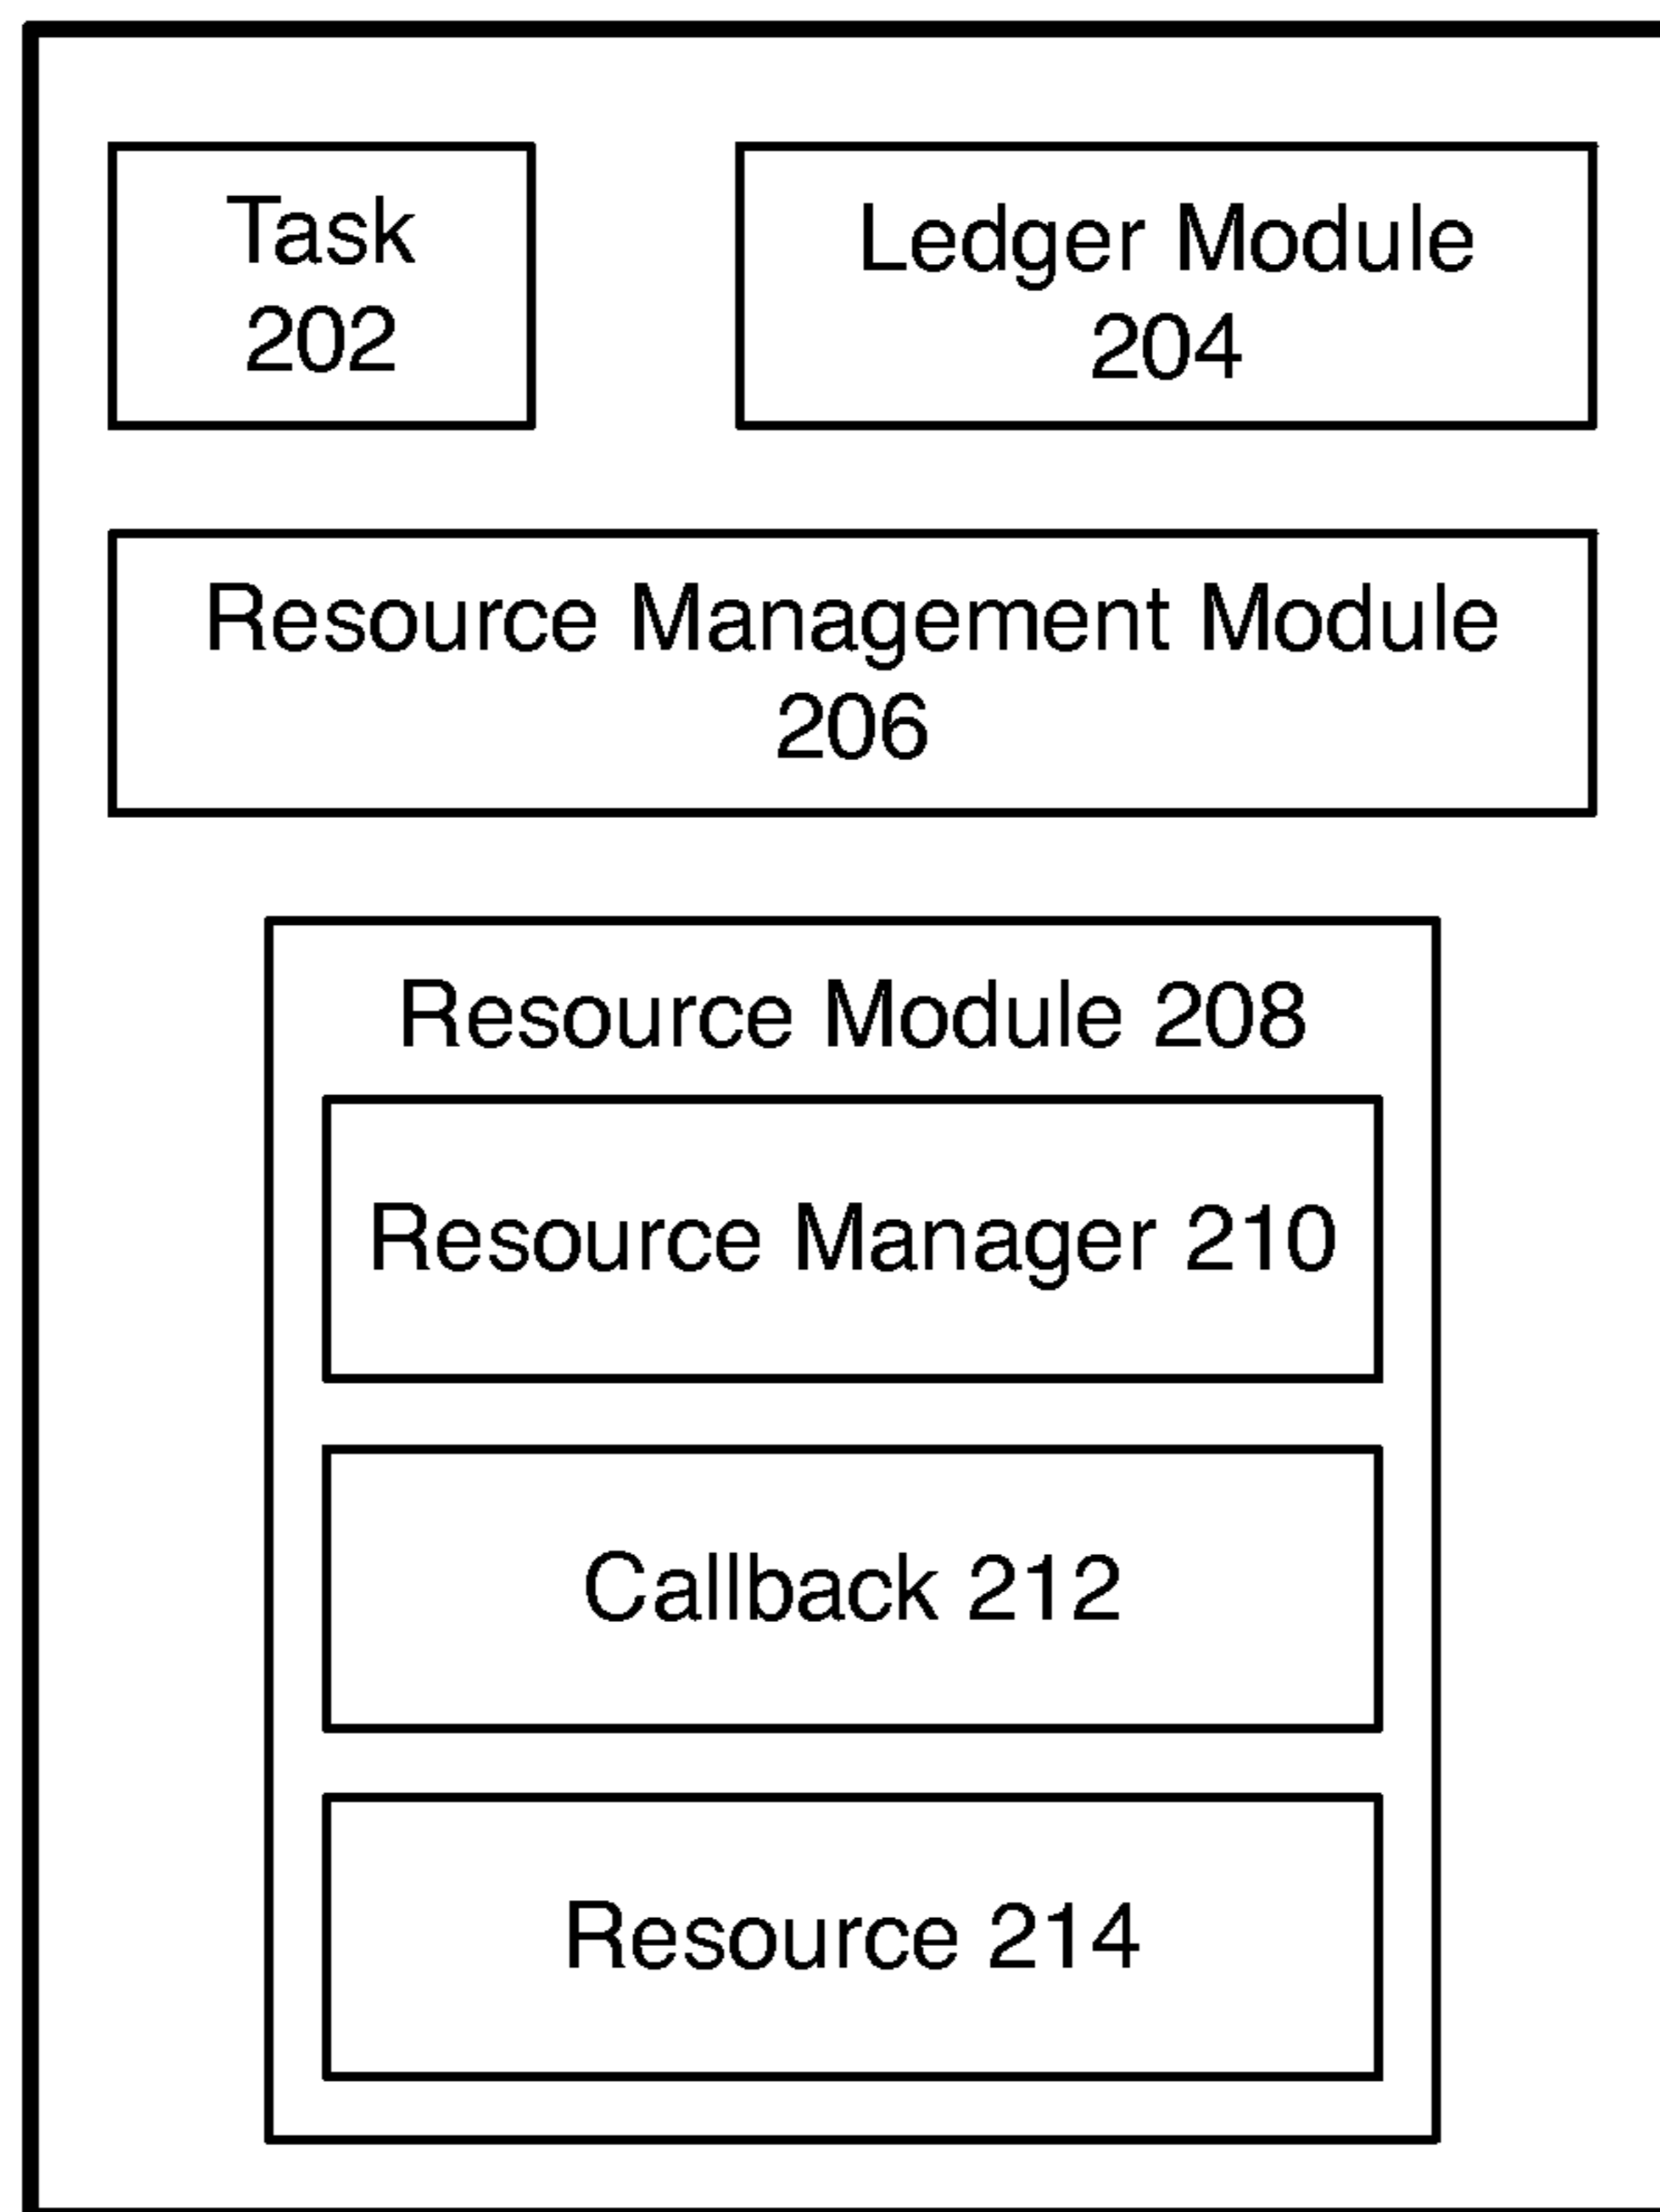 Task
202
Ledger Module
204
Resource Management Module
206
Resource Module 208
Resource Manager 210
Callback 212
Resource 214